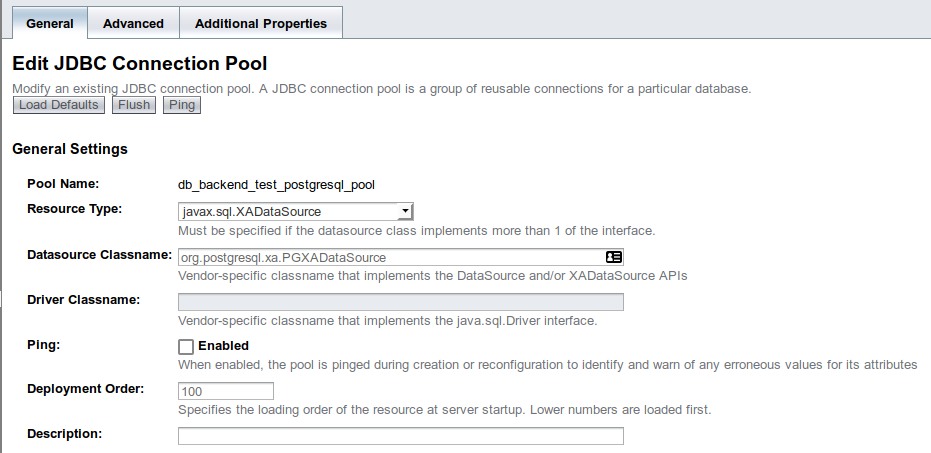 General Advanced Additional Properties
Edit JDBC Connection Pool
Modify an existing JDBC connection pool. A JDBC connection pool is a group of reusable connections for a particular database.
Load Defaults Flush Ping
General Settings
Pool Name: db_backend_test_postgresql_pool
Resource Type: javax.sql.XADataSource
Must be specified if the datasource class implements more than 1 of the interface.
Datasource Classname: org.postgresql.xa.PGXADataSource
Vendor-specific classname that implements the DataSource and/or XADataSource APIs
Driver Classname:
Vendor-specific classname that implements the java.sql.Driver interface.
Ping: Enabled
When enabled, the pool is pinged during creation or reconfiguration to identify and warn of any erroneous values for its attributes
Deployment Order: 100
Specifies the loading order of the resource at server startup. Lower numbers are loaded first.
Description: